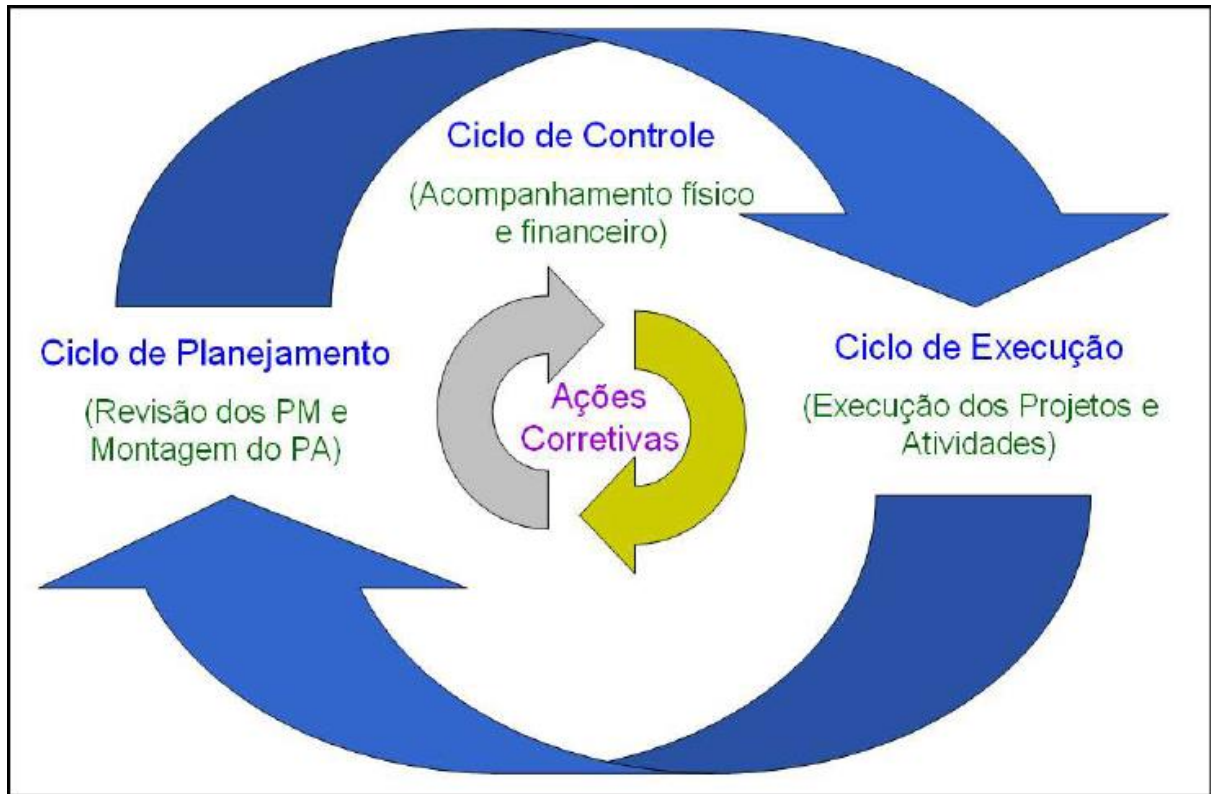 Ciclo de Controle
(Acompanhamento físico
e financeiro)
Ciclo de Planejamento
(Revisão dos PM e
Montagem do PA)
Ações
Corretivas
Ciclo de Execução
(Execução dos Projetos e
Atividades)